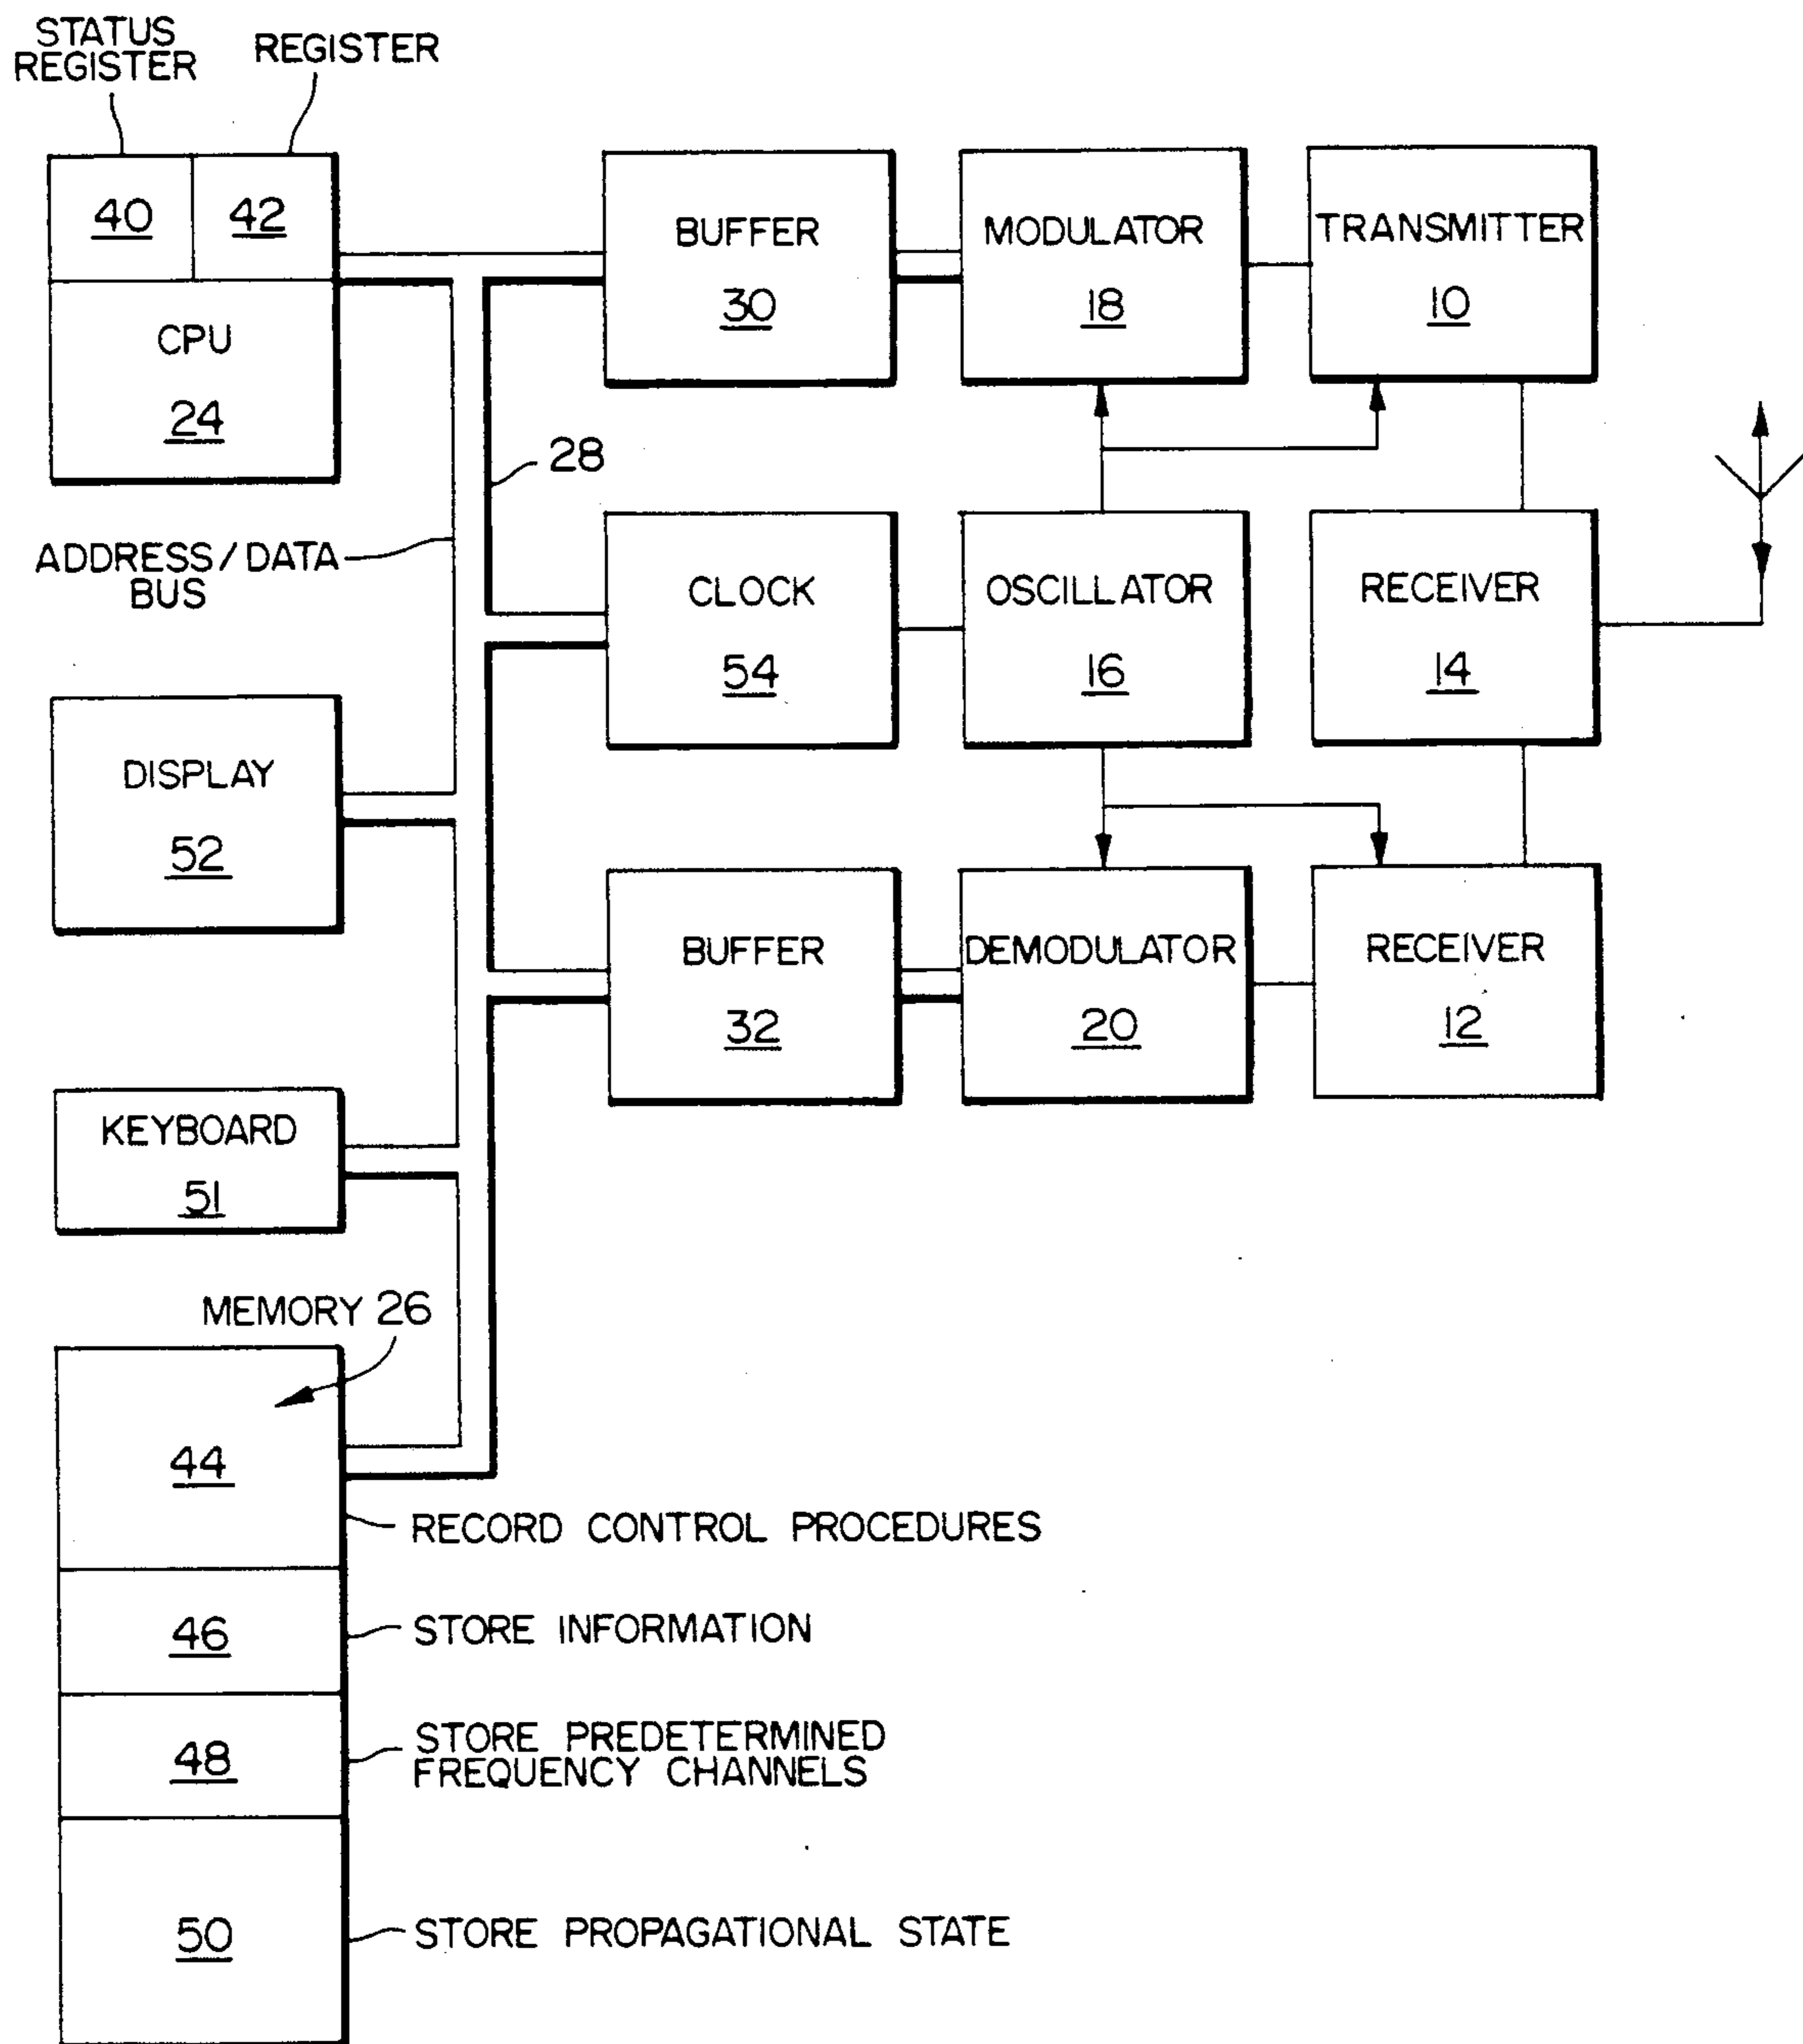 STATUS
REGISTER
REGISTER
40
42
CPU
24
BUFFER
30
MODULATOR
18
TRANSMITTER
10
28
ADDRESS/DATA
BUS
CLOCK
54
OSCILLATOR
16
RECEIVER
14
DISPLAY
52
BUFFER
32
DEMODULATOR
20
RECEIVER
12
KEYBOARD
51
MEMORY 26
44
RECORD CONTROL PROCEDURES
46
STORE INFORMATION
48
STORE PREDETERMINED
FREQUENCY CHANNELS
50
STORE PROPAGATIONAL STATE